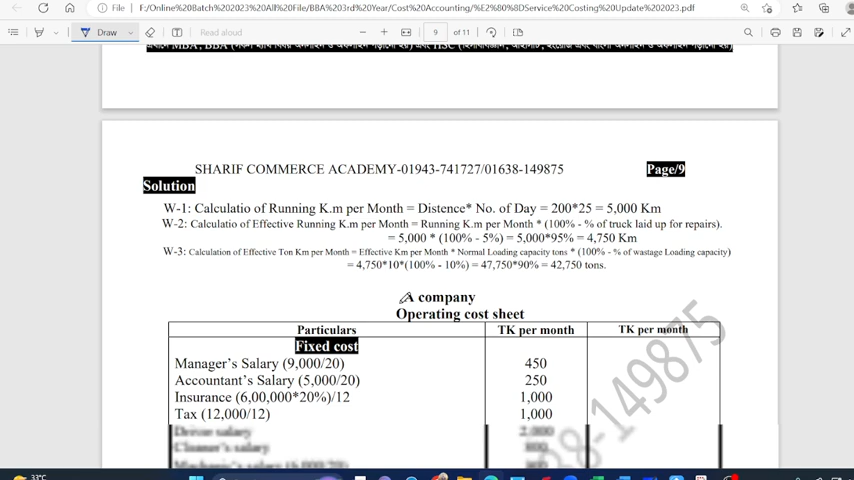 File F:/Online%20Batch%202023%20All%20File/BBA%203rd%20Year/Cost%20Accounting/%E2%80%8DService%20Costing%20Update%202023.pdf
Draw Read aloud 9 of 11
SHARIF COMMERCE ACADEMY-01943-741727/01638-149875 Page/9
Solution
W-1: Calculatio of Running K.m per Month = Distence* No. of Day = 200*25 = 5,000 Km
W-2: Calculatio of Effective Running K.m per Month = Running K.m per Month * (100% - % of truck laid up for repairs).
= 5,000 * (100% - 5%) = 5,000*95% = 4,750 Km
W-3: Calculation of Effective Ton Km per Month = Effective Km per Month * Normal Loading capacity tons * (100% - % of wastage Loading capacity)
= 4,750*10*(100% - 10%) = 47,750*90% = 42,750 tons.
A company
Operating cost sheet
Particulars TK per month TK per month
Fixed cost
Manager's Salary (9,000/20) 450
Accountant's Salary (5,000/20) 250
Insurance (6,00,000*20%)/12 1,000
Tax (12,000/12) 1,000
Driver salary 2,000
Cleaner's salary 800
38-149875
33°C